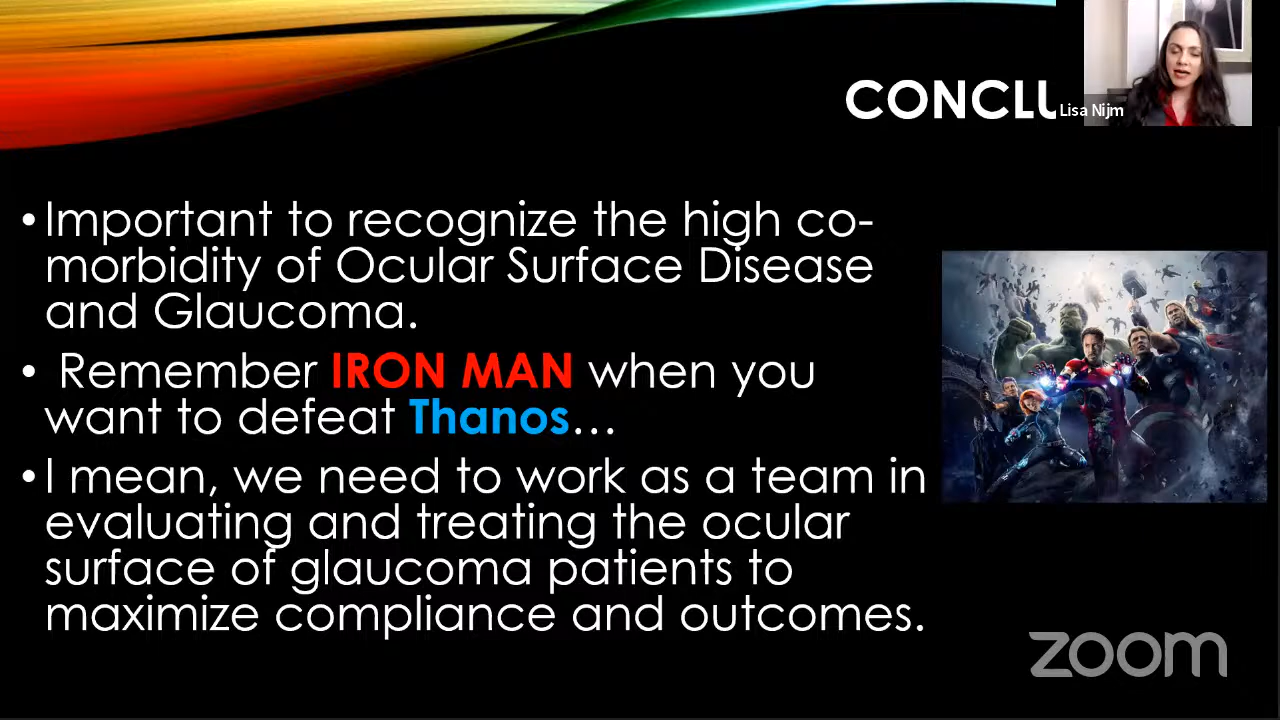 CONCLU
Lisa Nijm
•Important to recognize the high co-
morbidity of Ocular Surface Disease
and Glaucoma.
• Remember IRON MAN when you
want to defeat Thanos…
•I mean, we need to work as a team in
evaluating and treating the ocular
surface of glaucoma patients to
maximize compliance and outcomes.
zoom